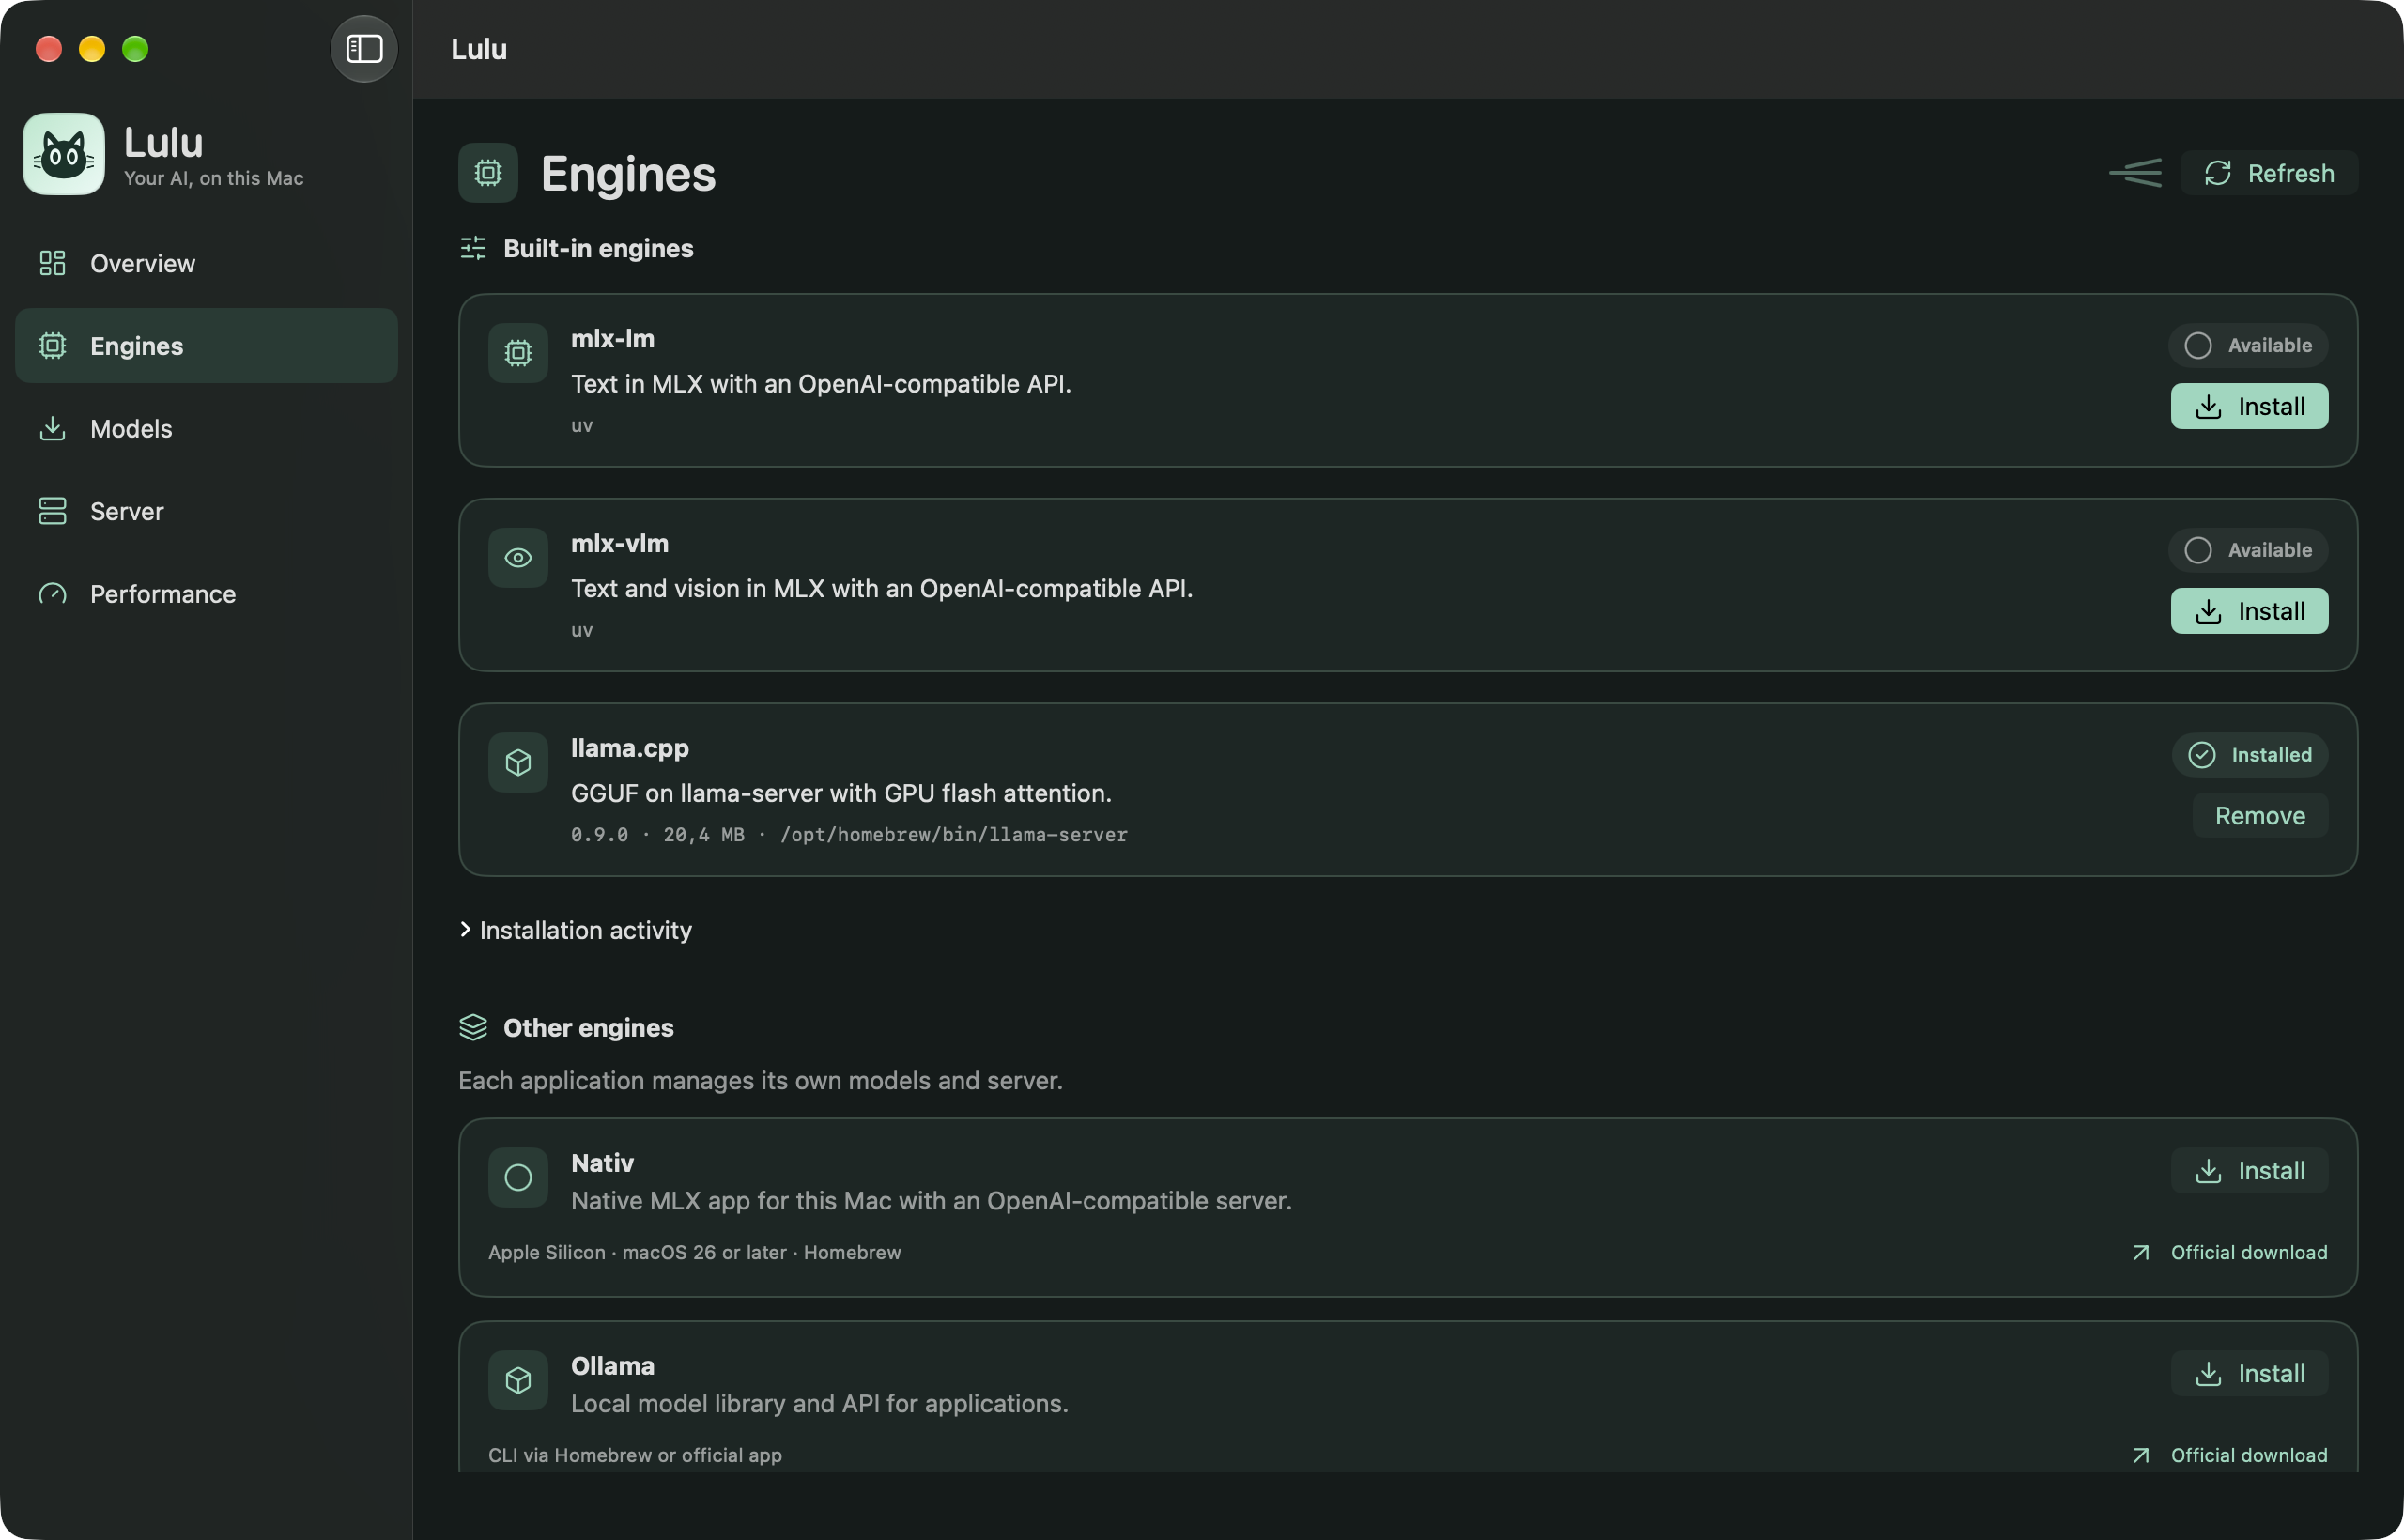 Lulu
Lulu
Your AI, on this Mac
Overview
Engines
Models
Server
Performance
Engines
Refresh
Built-in engines
mlx-lm
Available
Text in MLX with an OpenAI-compatible API.
Install
uv
mlx-vlm
Available
Text and vision in MLX with an OpenAI-compatible API.
Install
uv
llama.cpp
Installed
GGUF on llama-server with GPU flash attention.
Remove
0.9.0 · 20,4 MB · /opt/homebrew/bin/llama-server
Installation activity
Other engines
Each application manages its own models and server.
Nativ
Install
Native MLX app for this Mac with an OpenAI-compatible server.
Apple Silicon · macOS 26 or later · Homebrew
Official download
Ollama
Install
Local model library and API for applications.
CLI via Homebrew or official app
Official download